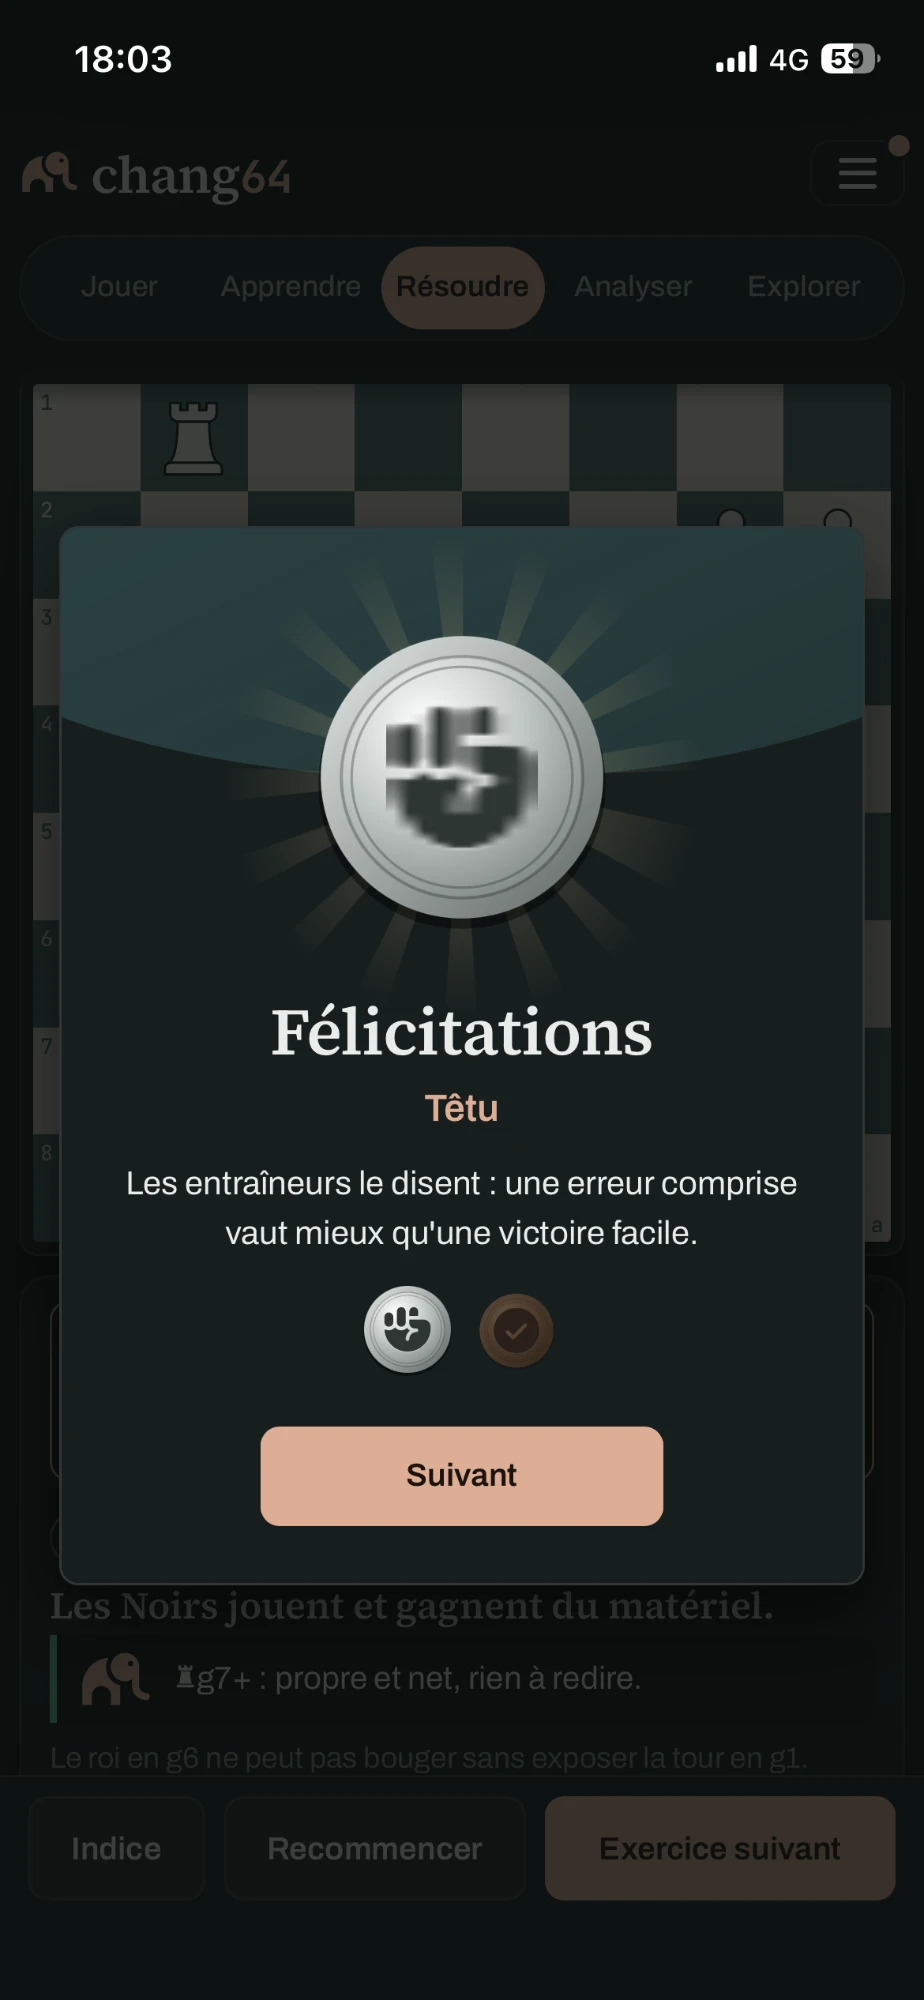 18:03
4G 59
chang64
Jouer Apprendre Résoudre Analyser Explorer
1
2
3
4
5
6
7
8
a
Félicitations
Têtu
Les entraîneurs le disent : une erreur comprise
vaut mieux qu'une victoire facile.
Suivant
Les Noirs jouent et gagnent du matériel.
♜g7+ : propre et net, rien à redire.
Le roi en g6 ne peut pas bouger sans exposer la tour en g1.
Indice Recommencer Exercice suivant